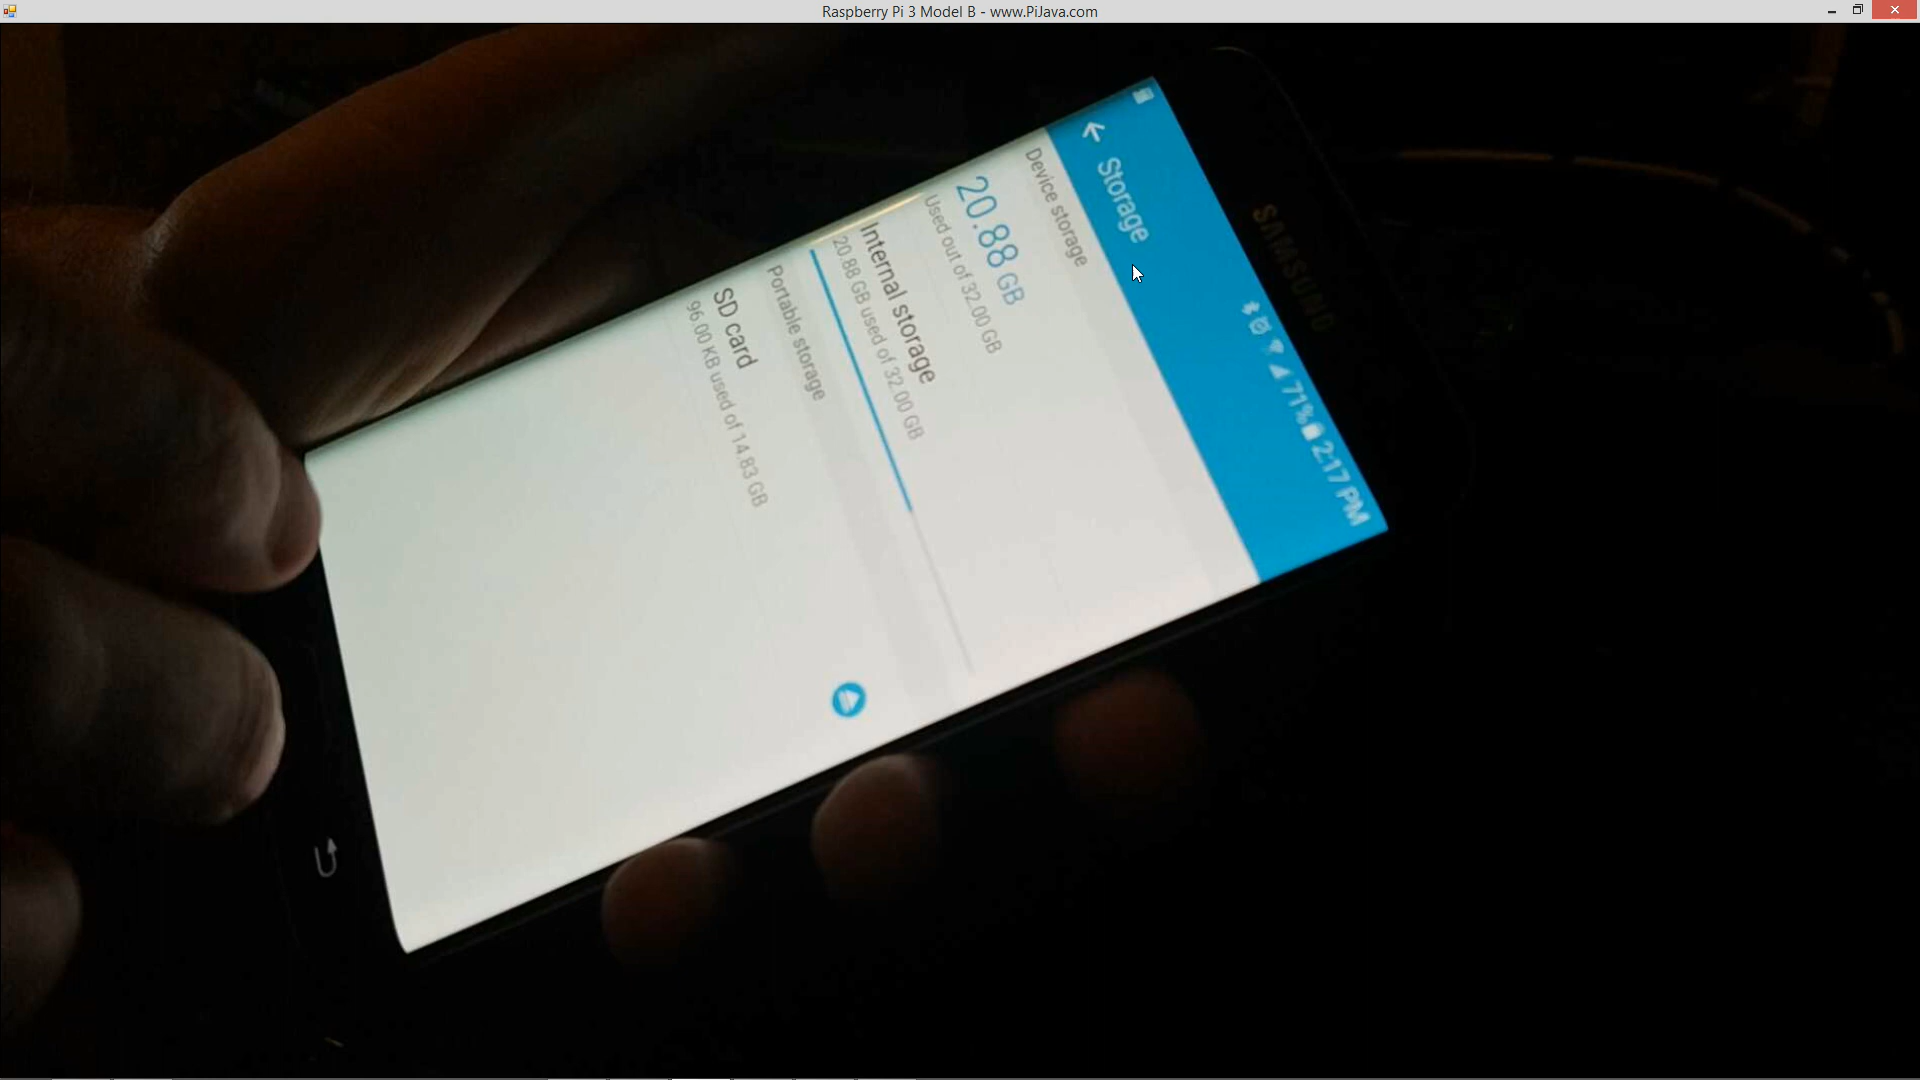 Raspberry Pi 3 Model B - www.PiJava.com
SAMSUNG
71% 2:17 PM
Storage
Device storage
20.88 GB
Used out of 32.00 GB
Internal storage
20.88 GB used of 32.00 GB
Portable storage
SD card
96.00 KB used of 14.83 GB